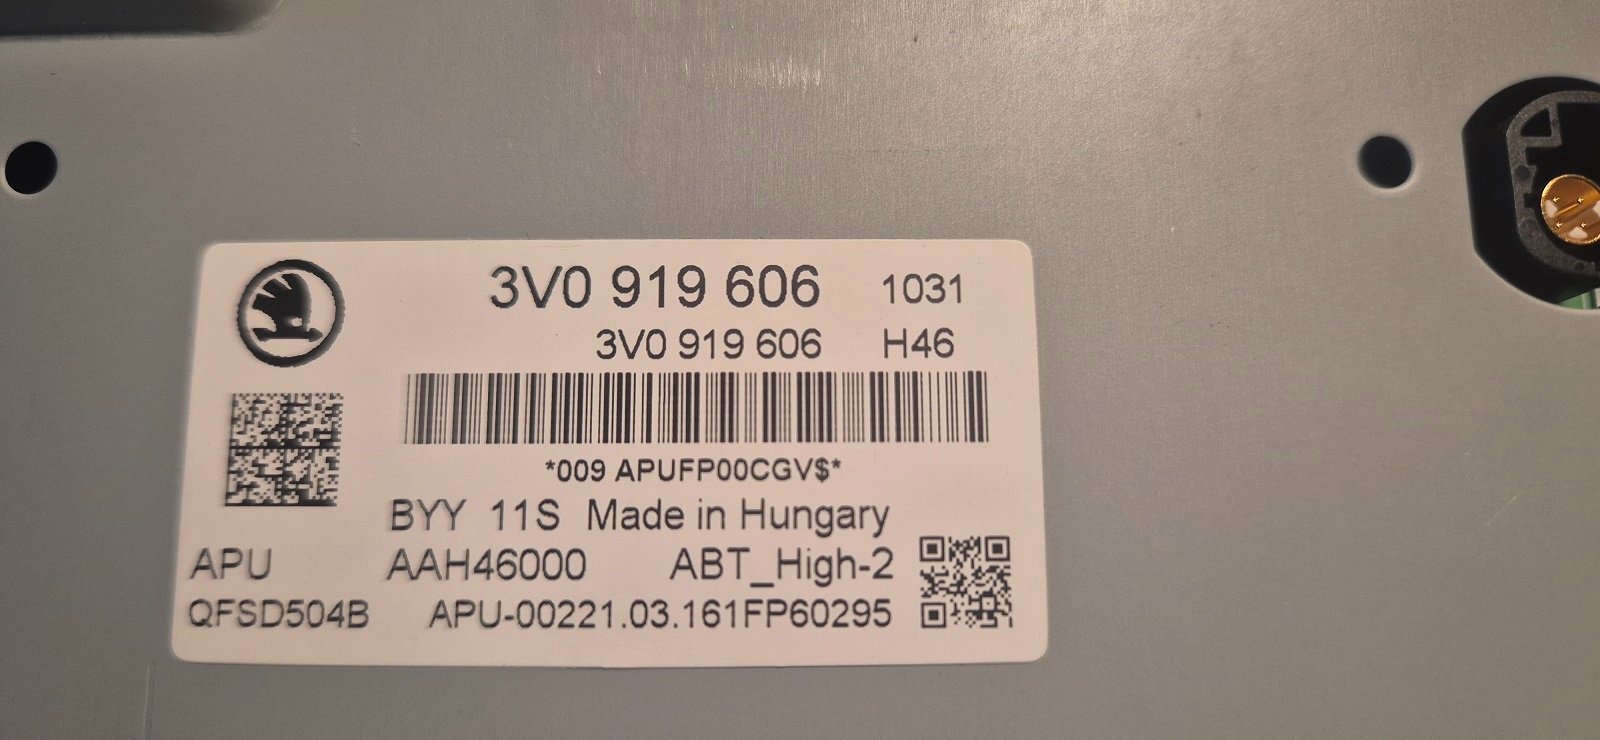 3V0 919 606 1031
3V0 919 606 H46
*009 APUFP00CGV$*
BYY 11S Made in Hungary
APU AAH46000 ABT_High-2
QFSD504B APU-00221.03.161FP60295